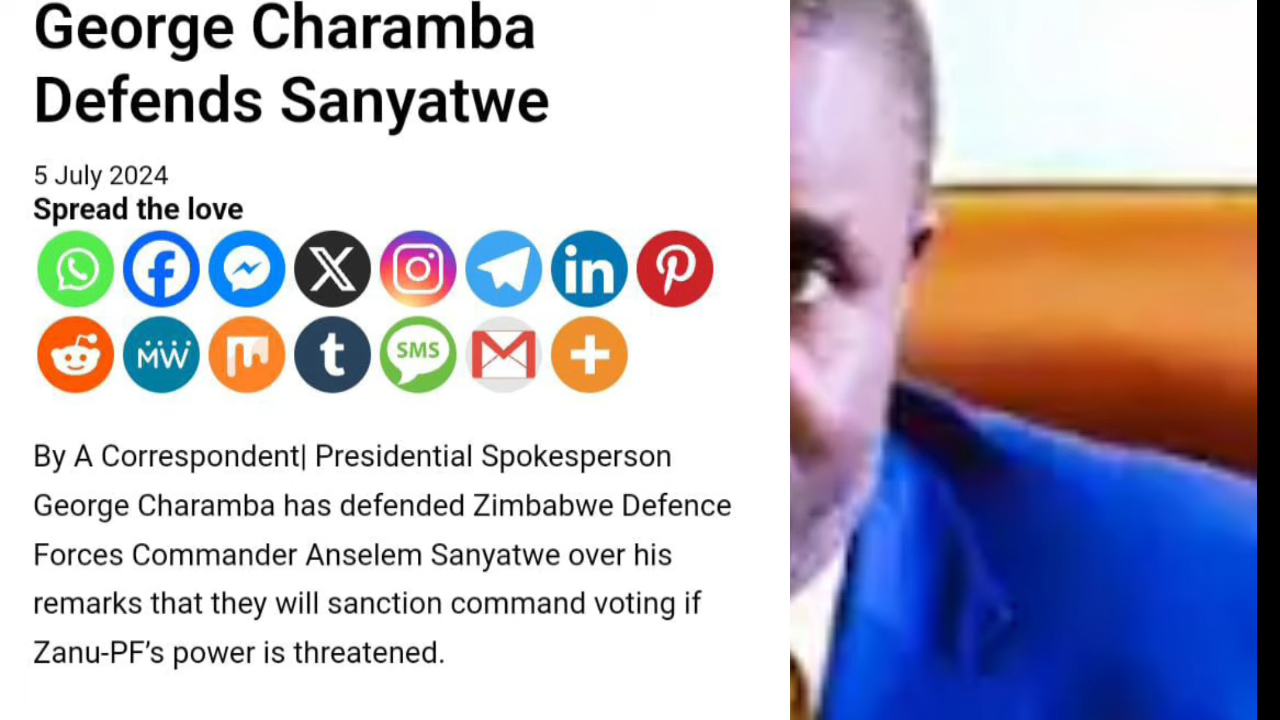 George Charamba
Defends Sanyatwe
5 July 2024
Spread the love
X
in
MW
t
SMS
By A Correspondent| Presidential Spokesperson
George Charamba has defended Zimbabwe Defence
Forces Commander Anselem Sanyatwe over his
remarks that they will sanction command voting if
Zanu-PF’s power is threatened.